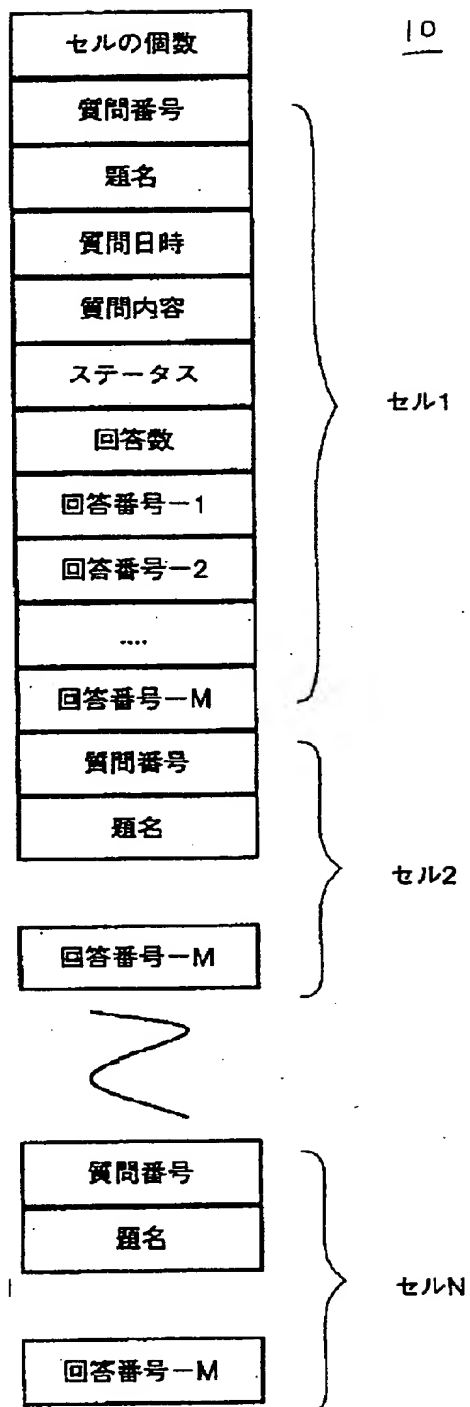 セルの個数
10
質問番号
題名
質問日時
質問内容
ステータス
回答数
回答番号－1
回答番号－2
....
回答番号－M
セル1
質問番号
題名
回答番号－M
セル2
質問番号
題名
回答番号－M
セルN